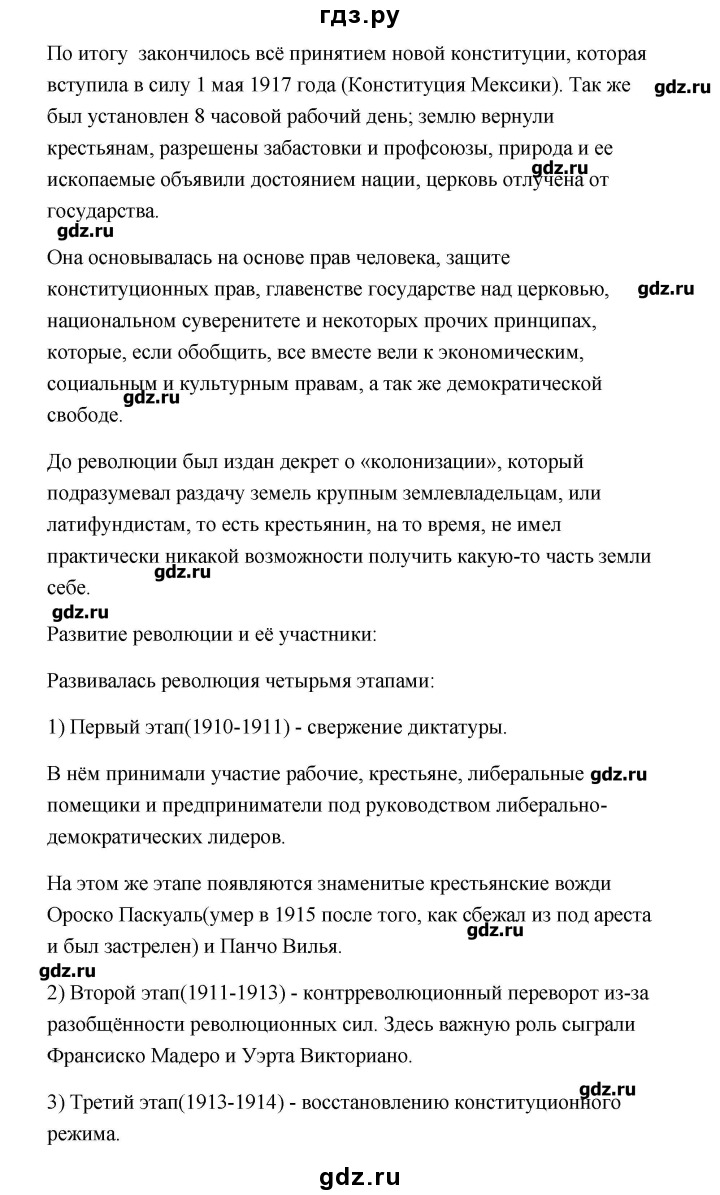 гдз.ру
По итогу закончилось всё принятием новой конституции, которая
вступила в силу 1 мая 1917 года (Конституция Мексики). Так же
gdz.ru
был установлен 8 часовой рабочий день; землю вернули
крестьянам, разрешены забастовки и профсоюзы, природа и ее
gdz.ru
ископаемые объявили достоянием нации, церковь отлучена от
государства.
gdz.ru
Она основывалась на основе прав человека, защите
конституционных прав, главенстве государстве над церковью,
gdz.ru
национальном суверенитете и некоторых прочих принципах,
которые, если обобщить, все вместе вели к экономическим,
социальным и культурным правам, а так же демократической
gdz.ru
свободе.
До революции был издан декрет о «колонизации», который
подразумевал раздачу земель крупным землевладельцам, или
латифундистам, то есть крестьянин, на то время, не имел
практически никакой возможности получить какую-то часть земли
gdz.ru
себе.
gdz.ru
Развитие революции и её участники:
Развивалась революция четырьмя этапами:
1) Первый этап(1910-1911) - свержение диктатуры.
В нём принимали участие рабочие, крестьяне, либеральные gdz.ru
помещики и предприниматели под руководством либерально-
демократических лидеров.
На этом же этапе появляются знаменитые крестьянские вожди
Ороско Паскуаль(умер в 1915 после того, как сбежал из под ареста
gdz.ru
и был застрелен) и Панчо Вилья.
gdz.ru
2) Второй этап(1911-1913) - контрреволюционный переворот из-за
разобщённости революционных сил. Здесь важную роль сыграли
Франсиско Мадеро и Уэрта Викториано.
gdz.ru
3) Третий этап(1913-1914) - восстановлению конституционного
режима.
gdz.ru